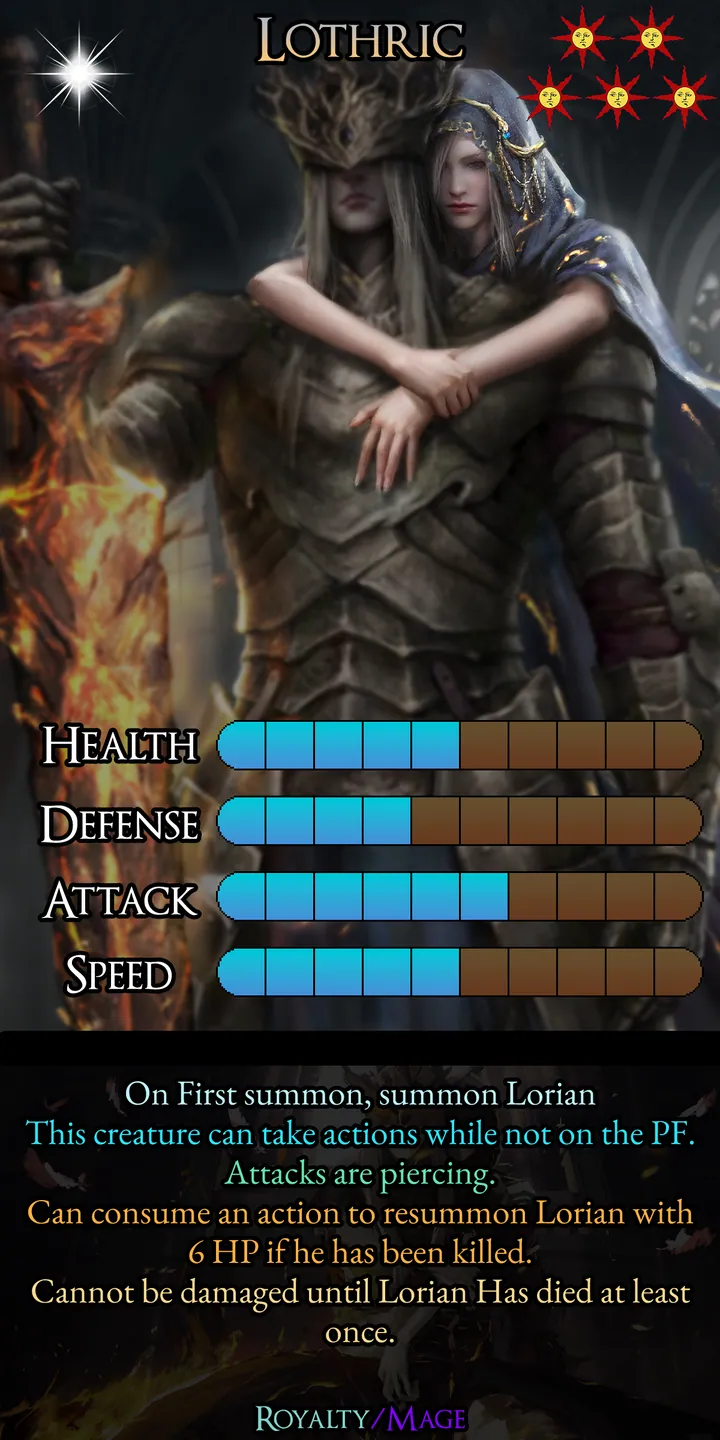 Lothric
Health
Defense
Attack
Speed
On First summon, summon Lorian
This creature can take actions while not on the PF.
Attacks are piercing.
Can consume an action to resummon Lorian with
6 HP if he has been killed.
Cannot be damaged until Lorian Has died at least
once.
Royalty/Mage